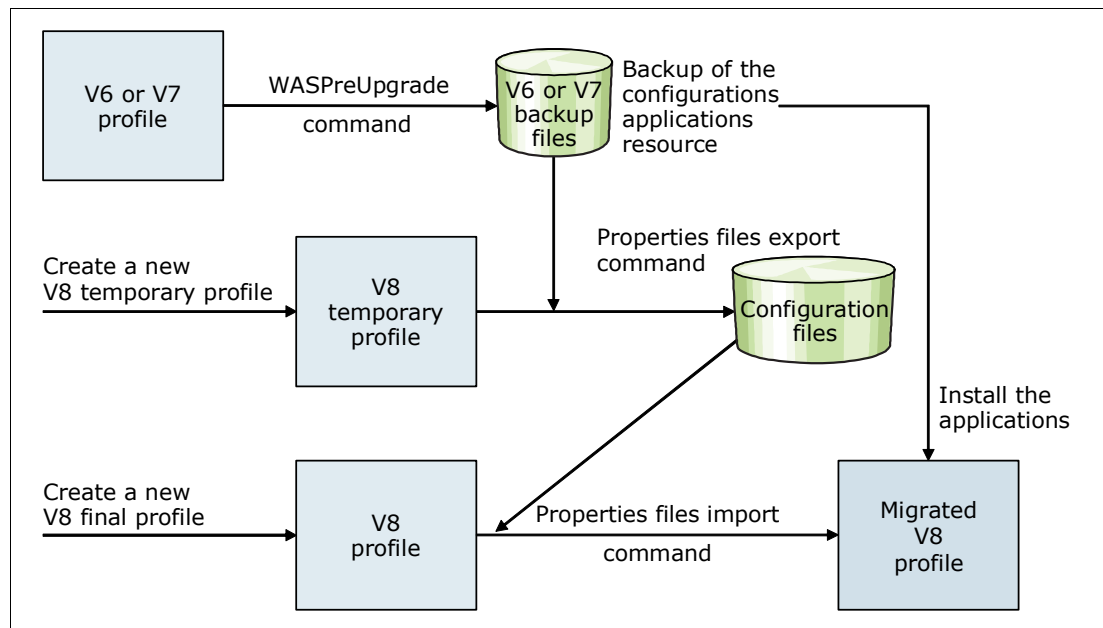 V6 or V7
profile
WASPreUpgrade
command
V6 or V7
backup
files
Backup of the
configurations
applications
resource
Create a new
V8 temporary profile
V8
temporary
profile
Properties files export
command
Configuration
files
Install the
applications
Create a new
V8 final profile
V8
profile
Properties files import
command
Migrated
V8
profile